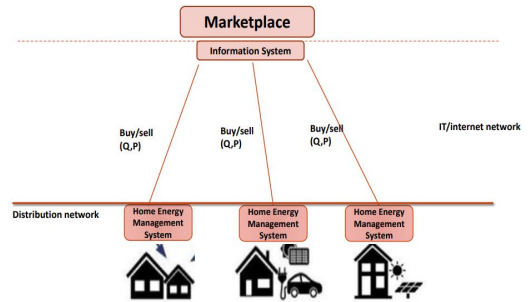 Marketplace
Information System
Buy/sell
(Q,P)
Buy/sell
(Q,P)
Buy/sell
(Q,P)
IT/internet network
Distribution network
Home Energy
Management
System
Home Energy
Management
System
Home Energy
Management
System